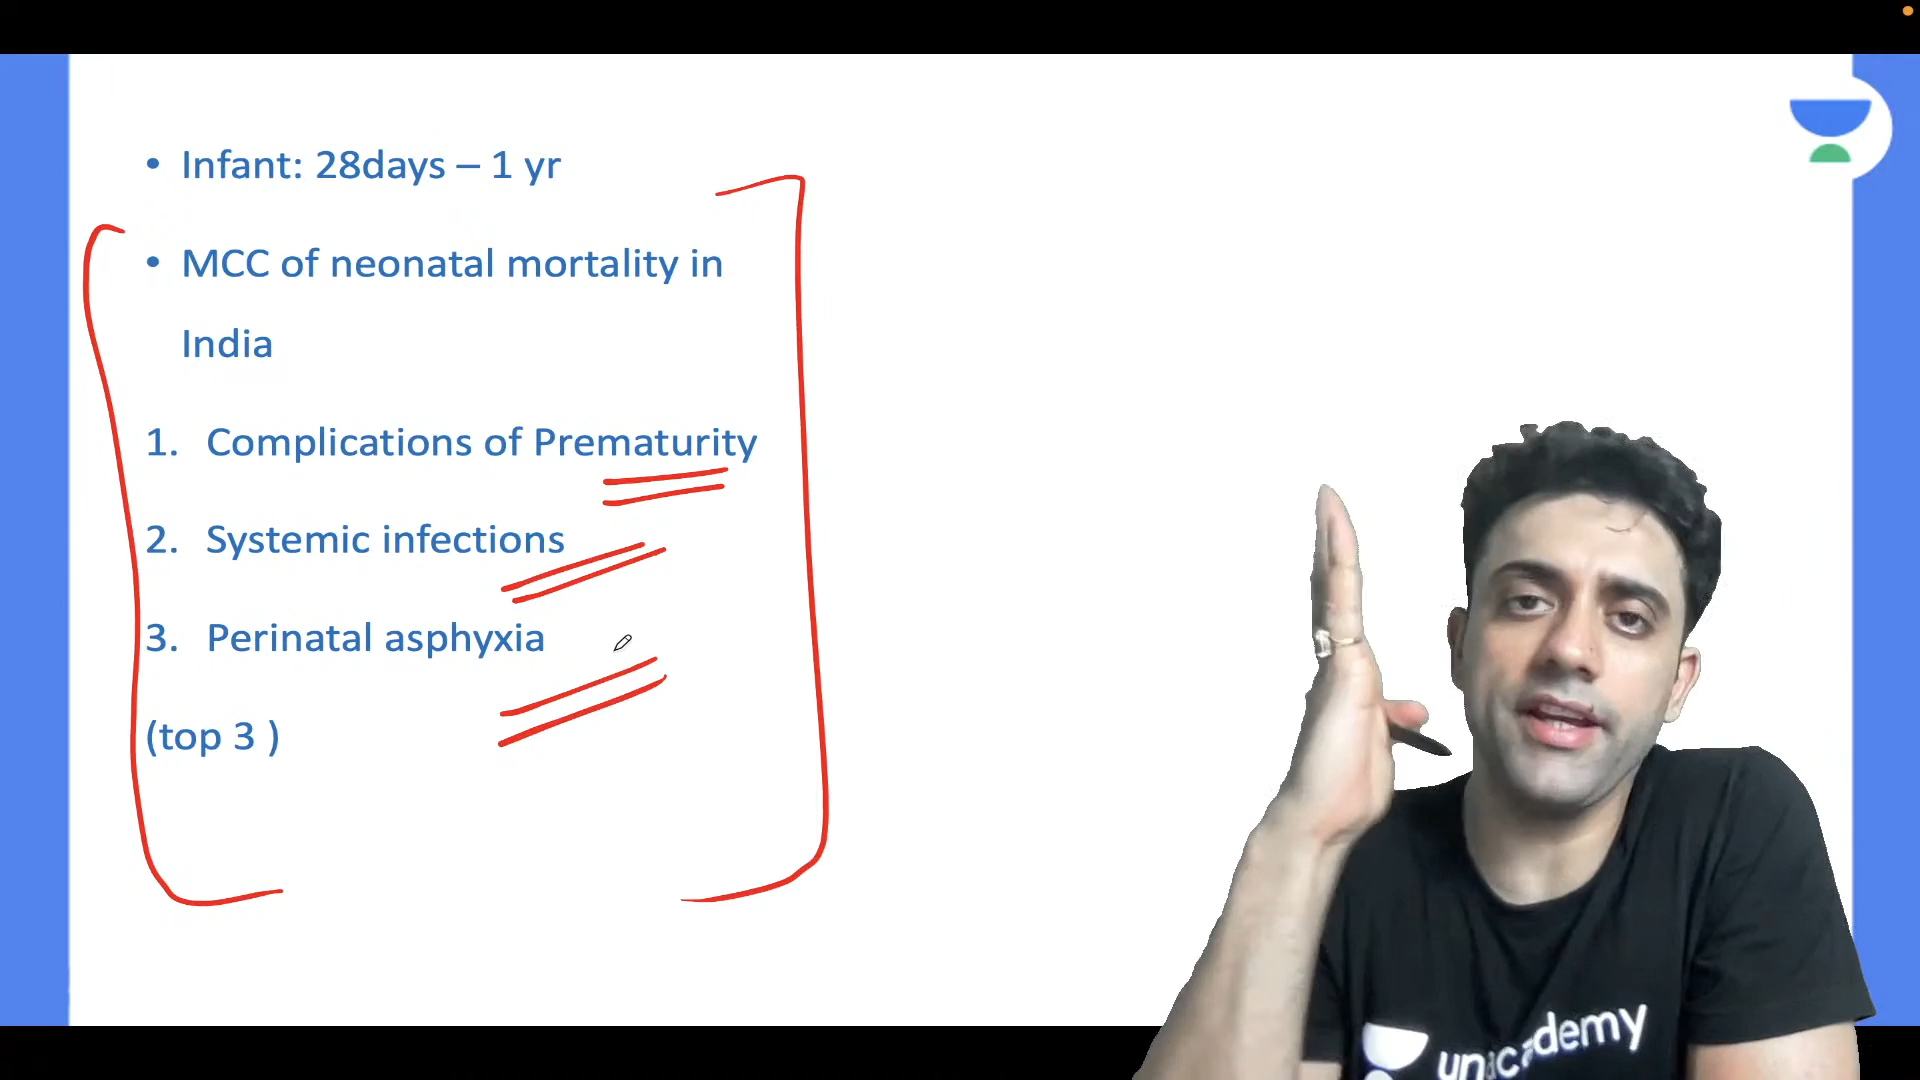 • Infant: 28days – 1 yr
• MCC of neonatal mortality in
India
1. Complications of Prematurity
2. Systemic infections
3. Perinatal asphyxia
(top 3 )
unacademy